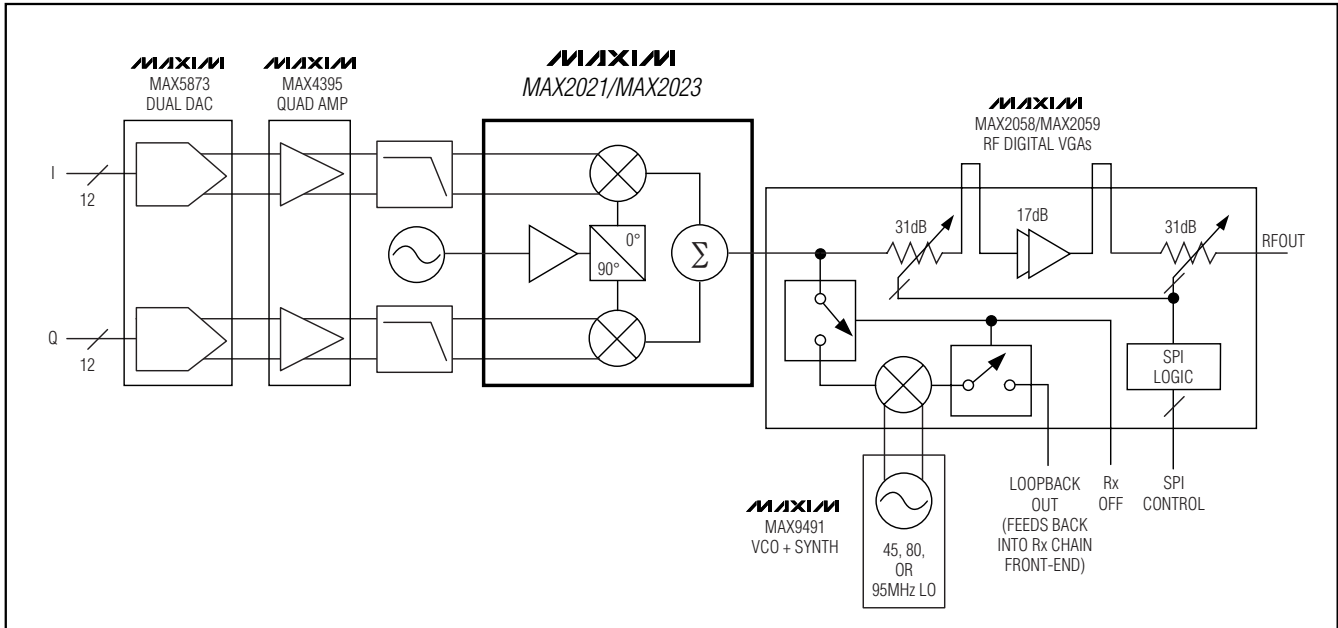 MAXIM
MAX5873
DUAL DAC
MAXIM
MAX4395
QUAD AMP
MAXIM
MAX2021/MAX2023
MAXIM
MAX2058/MAX2059
RF DIGITAL VGAs
I
12
Q
12
0°
90°
Σ
31dB
17dB
31dB
RFOUT
SPI
LOGIC
MAXIM
MAX9491
VCO + SYNTH
45, 80,
OR
95MHz LO
LOOPBACK
OUT
(FEEDS BACK
INTO Rx CHAIN
FRONT-END)
Rx
OFF
SPI
CONTROL